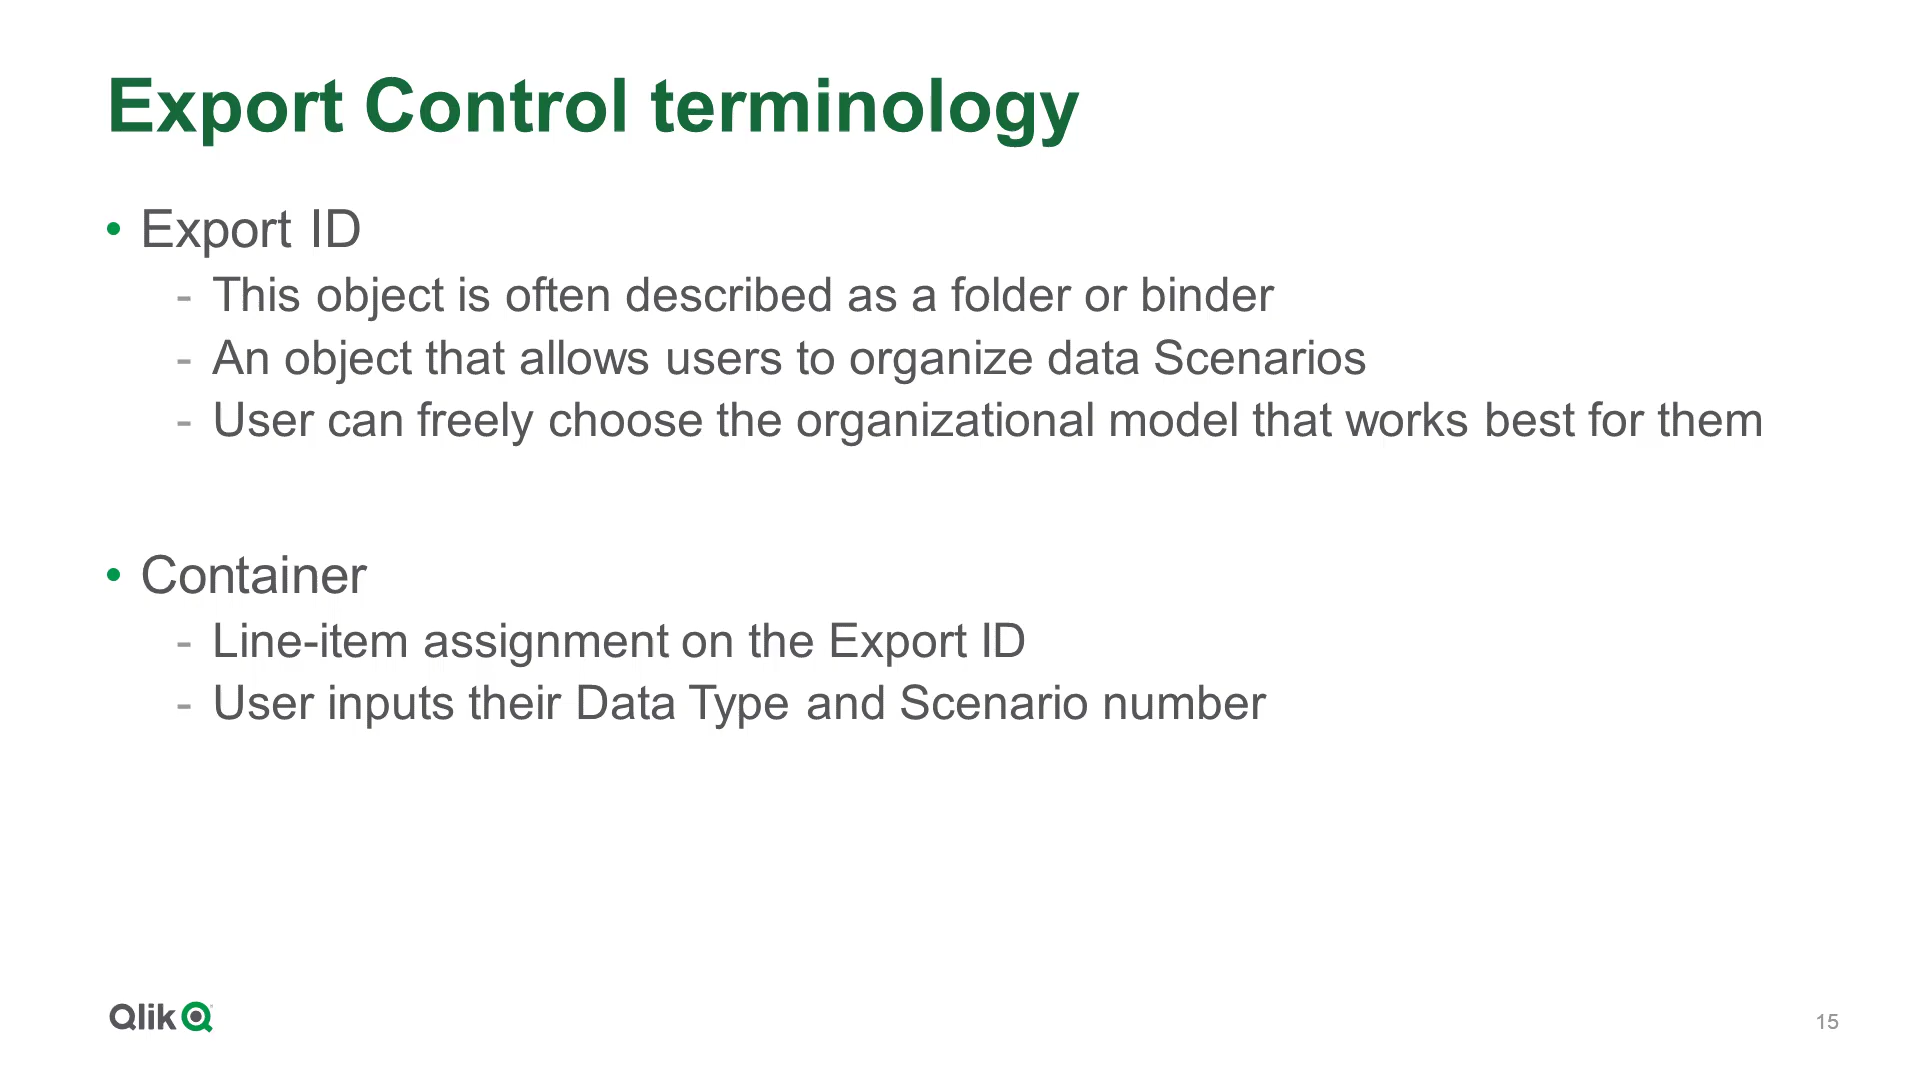 Export Control terminology
• Export ID
- This object is often described as a folder or binder
- An object that allows users to organize data Scenarios
- User can freely choose the organizational model that works best for them
• Container
- Line-item assignment on the Export ID
- User inputs their Data Type and Scenario number
Qlik
15